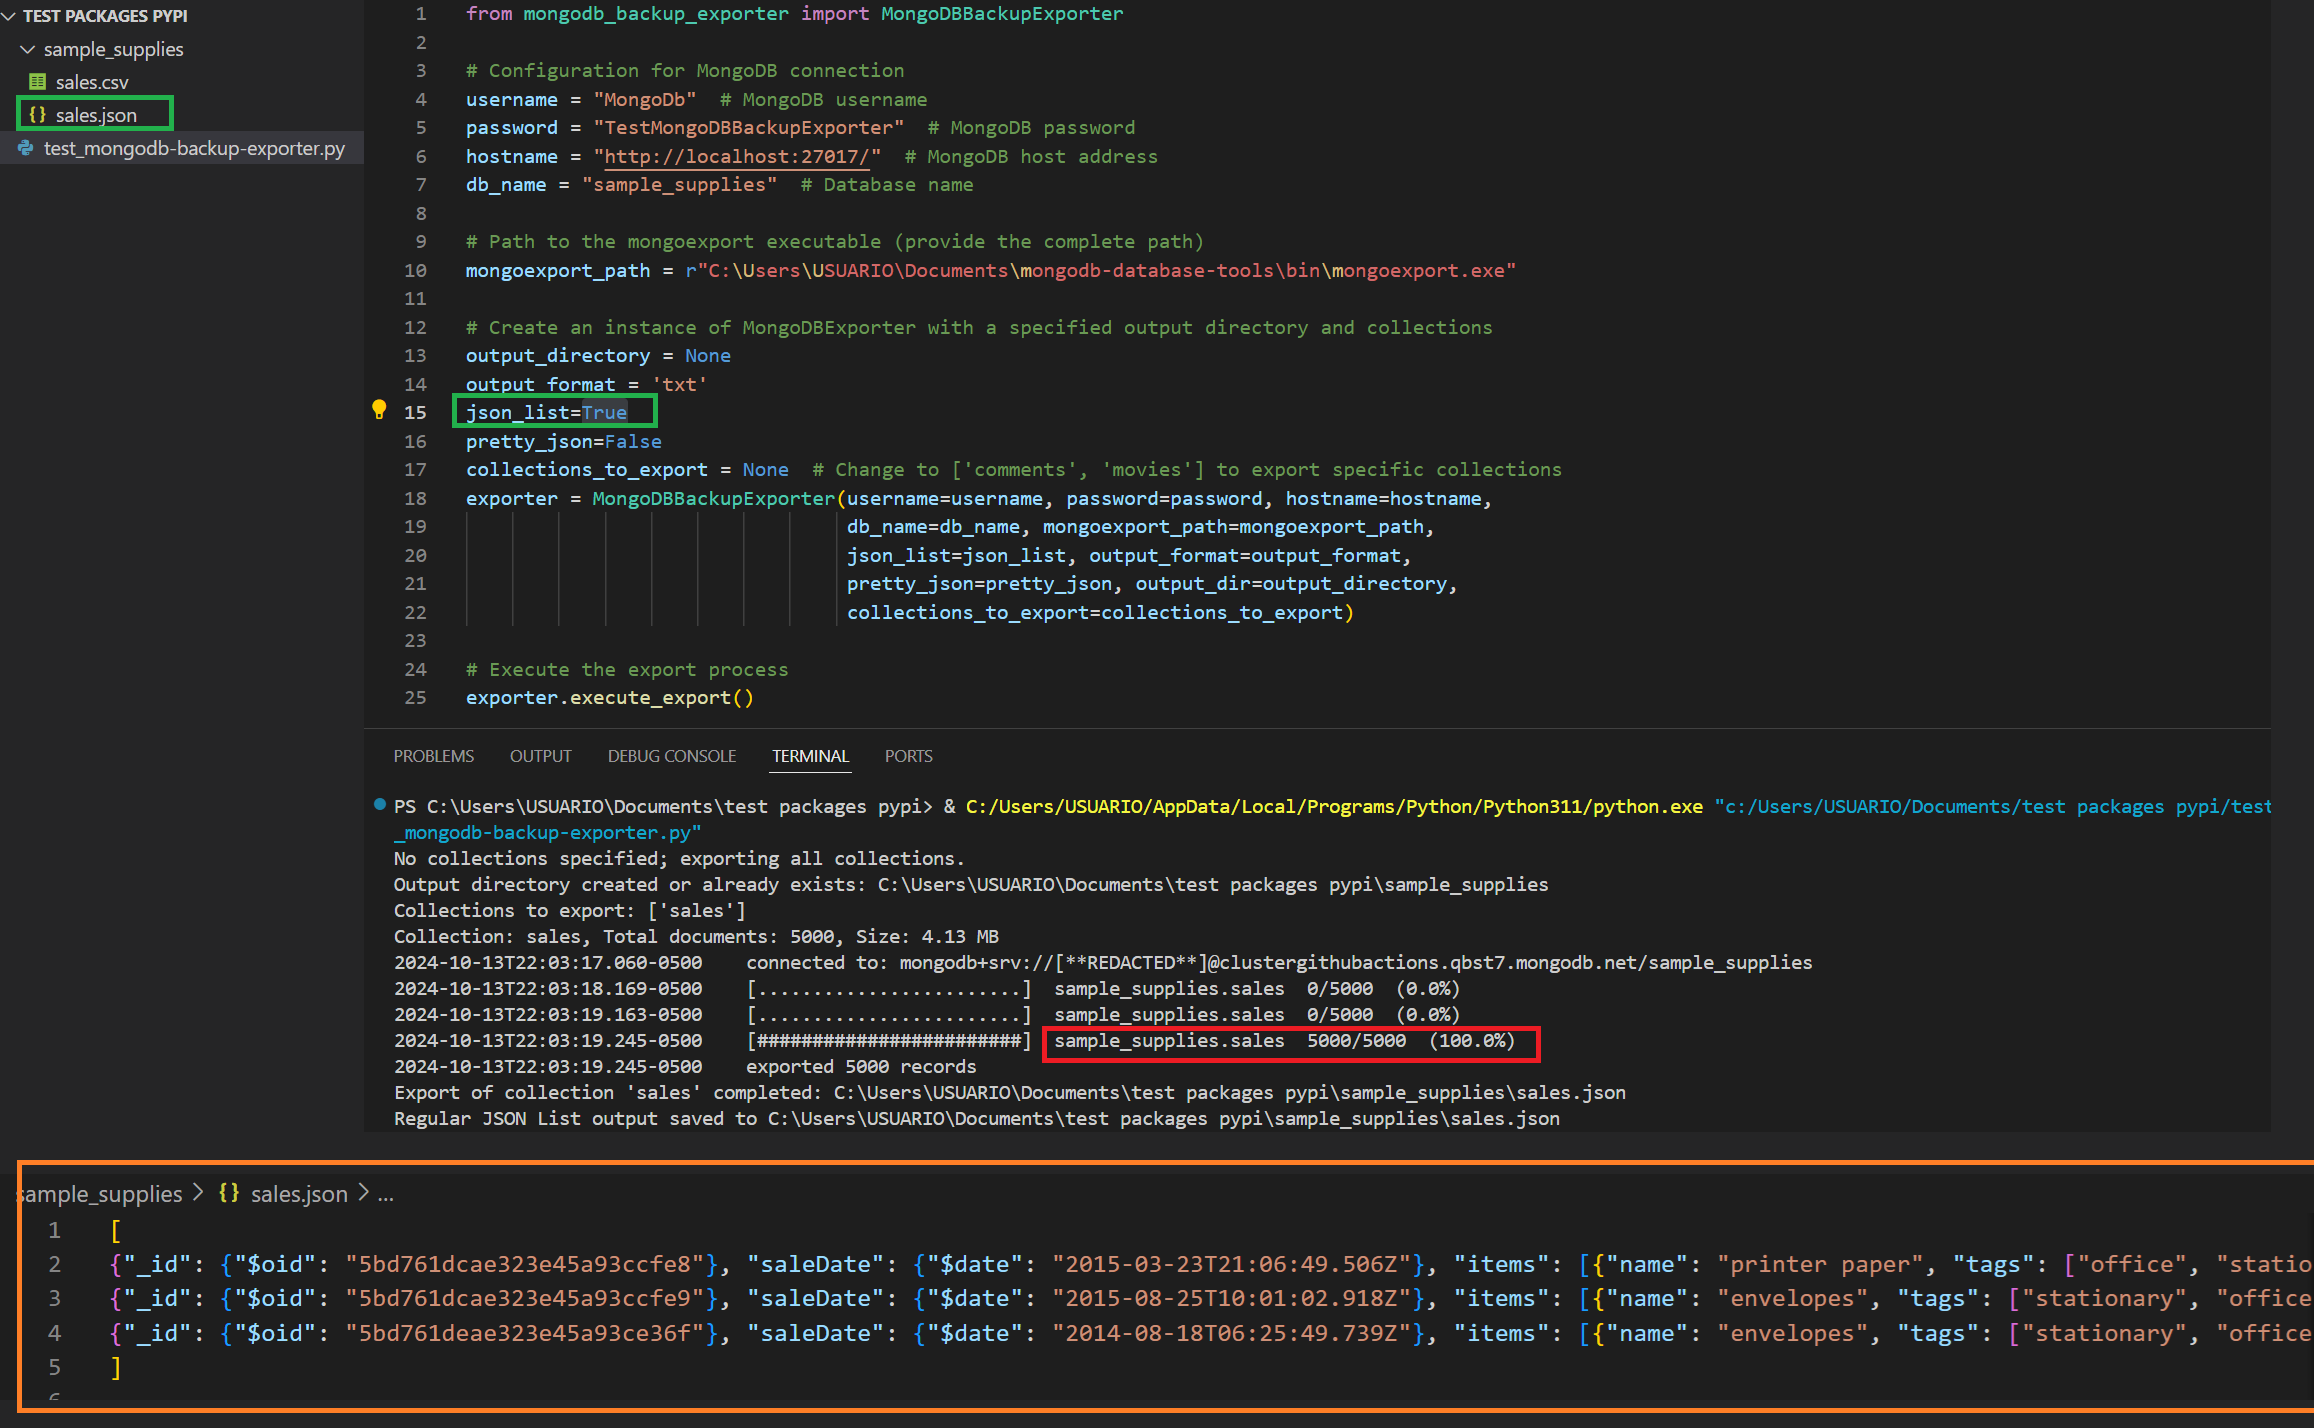 TEST PACKAGES PYPI
sample_supplies
sales.csv
{} sales.json
test_mongodb-backup-exporter.py
1 from mongodb_backup_exporter import MongoDBBackupExporter
2
3 # Configuration for MongoDB connection
4 username = "MongoDb"  # MongoDB username
5 password = "TestMongoDBBackupExporter"  # MongoDB password
6 hostname = "http://localhost:27017/"  # MongoDB host address
7 db_name = "sample_supplies"  # Database name
8
9 # Path to the mongoexport executable (provide the complete path)
10 mongoexport_path = r"C:\Users\USUARIO\Documents\mongodb-database-tools\bin\mongoexport.exe"
11
12 # Create an instance of MongoDBExporter with a specified output directory and collections
13 output_directory = None
14 output_format = 'txt'
15 json_list=True
16 pretty_json=False
17 collections_to_export = None  # Change to ['comments', 'movies'] to export specific collections
18 exporter = MongoDBBackupExporter(username=username, password=password, hostname=hostname,
19 db_name=db_name, mongoexport_path=mongoexport_path,
20 json_list=json_list, output_format=output_format,
21 pretty_json=pretty_json, output_dir=output_directory,
22 collections_to_export=collections_to_export)
23
24 # Execute the export process
25 exporter.execute_export()
PROBLEMS OUTPUT DEBUG CONSOLE TERMINAL PORTS
PS C:\Users\USUARIO\Documents\test packages pypi> & C:/Users/USUARIO/AppData/Local/Programs/Python/Python311/python.exe "c:/Users/USUARIO/Documents/test packages pypi/test
_mongodb-backup-exporter.py"
No collections specified; exporting all collections.
Output directory created or already exists: C:\Users\USUARIO\Documents\test packages pypi\sample_supplies
Collections to export: ['sales']
Collection: sales, Total documents: 5000, Size: 4.13 MB
2024-10-13T22:03:17.060-0500    connected to: mongodb+srv://[**REDACTED**]@clustergithubactions.qbst7.mongodb.net/sample_supplies
2024-10-13T22:03:18.169-0500    [........................]  sample_supplies.sales  0/5000  (0.0%)
2024-10-13T22:03:19.163-0500    [........................]  sample_supplies.sales  0/5000  (0.0%)
2024-10-13T22:03:19.245-0500    [########################]  sample_supplies.sales  5000/5000  (100.0%)
2024-10-13T22:03:19.245-0500    exported 5000 records
Export of collection 'sales' completed: C:\Users\USUARIO\Documents\test packages pypi\sample_supplies\sales.json
Regular JSON List output saved to C:\Users\USUARIO\Documents\test packages pypi\sample_supplies\sales.json
sample_supplies > {} sales.json > ...
1 [
2 {"_id": {"$oid": "5bd761dcae323e45a93ccfe8"}, "saleDate": {"$date": "2015-03-23T21:06:49.506Z"}, "items": [{"name": "printer paper", "tags": ["office", "statio
3 {"_id": {"$oid": "5bd761dcae323e45a93ccfe9"}, "saleDate": {"$date": "2015-08-25T10:01:02.918Z"}, "items": [{"name": "envelopes", "tags": ["stationary", "office
4 {"_id": {"$oid": "5bd761deae323e45a93ce36f"}, "saleDate": {"$date": "2014-08-18T06:25:49.739Z"}, "items": [{"name": "envelopes", "tags": ["stationary", "office
5 ]
6